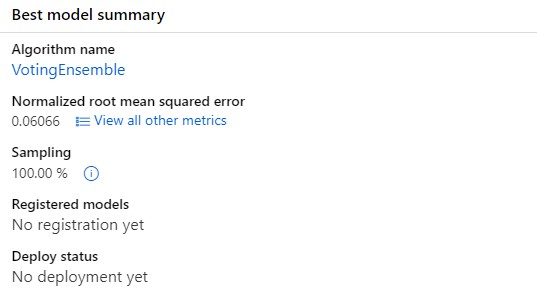 Best model summary
Algorithm name
VotingEnsemble
Normalized root mean squared error
0.06066 View all other metrics
Sampling
100.00 %
Registered models
No registration yet
Deploy status
No deployment yet